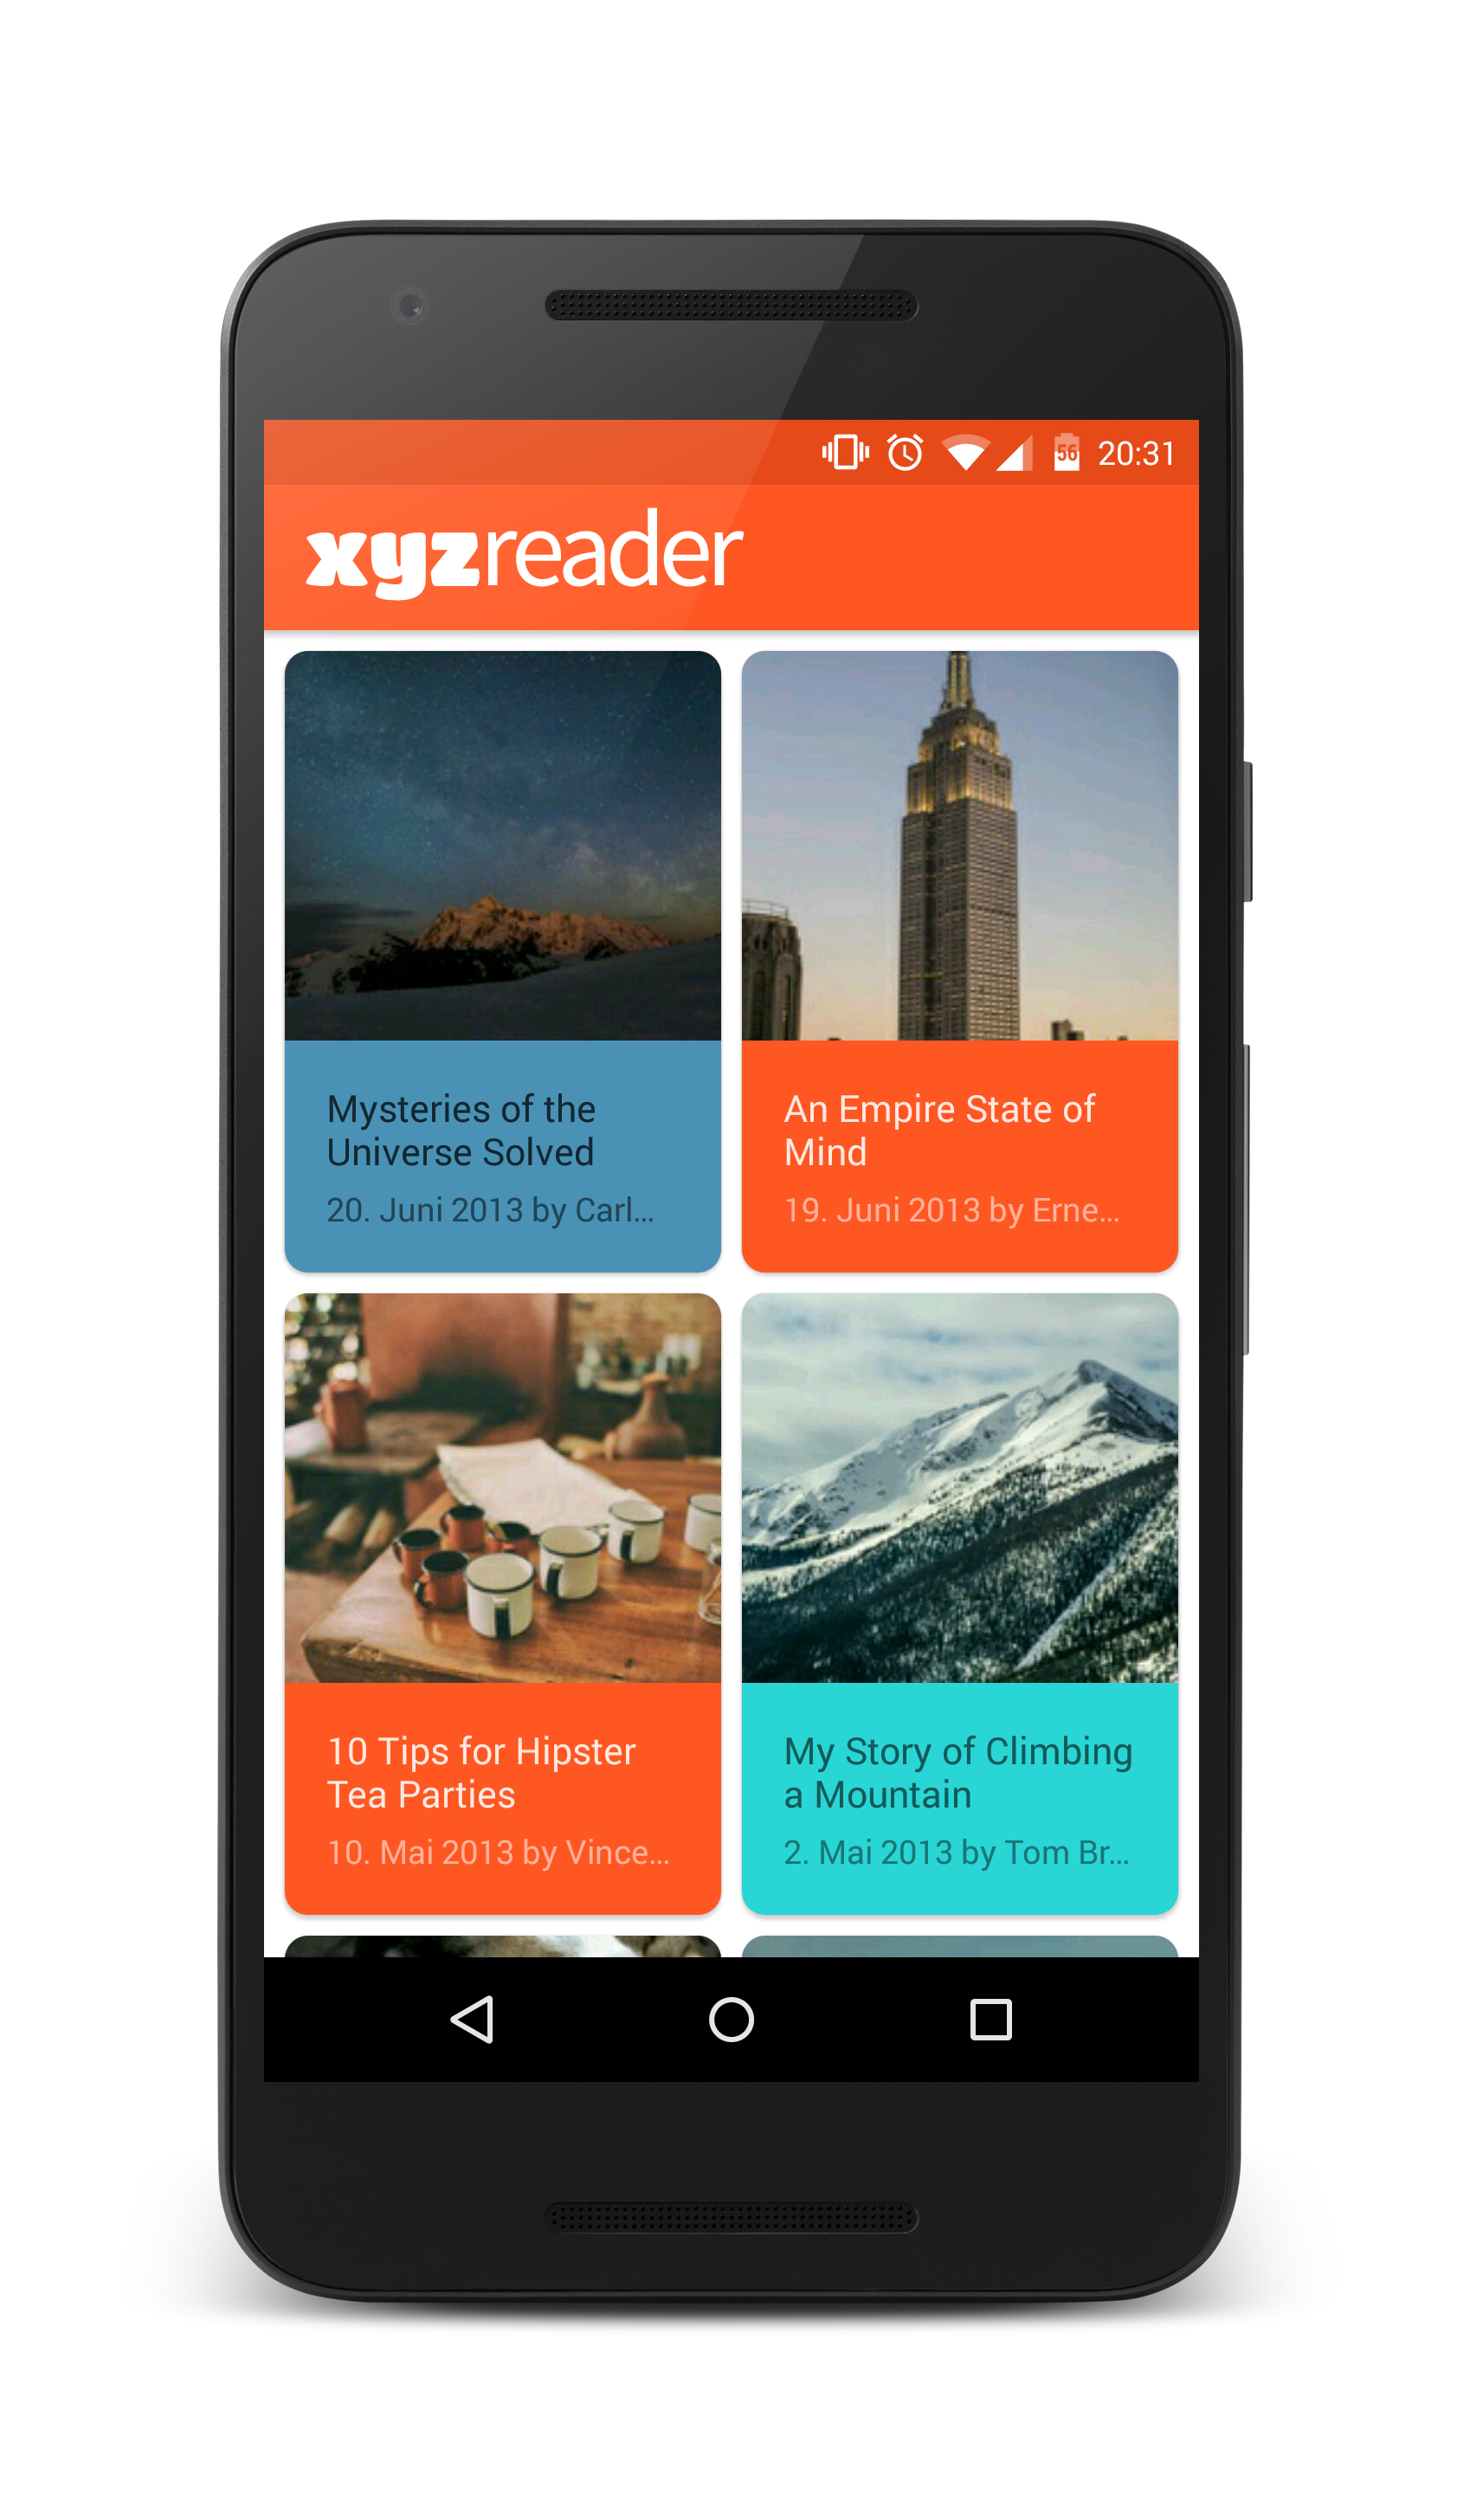 56 20:31
xyzreader
Mysteries of the
Universe Solved
20. Juni 2013 by Carl...
An Empire State of
Mind
19. Juni 2013 by Erne...
10 Tips for Hipster
Tea Parties
10. Mai 2013 by Vince...
My Story of Climbing
a Mountain
2. Mai 2013 by Tom Br...